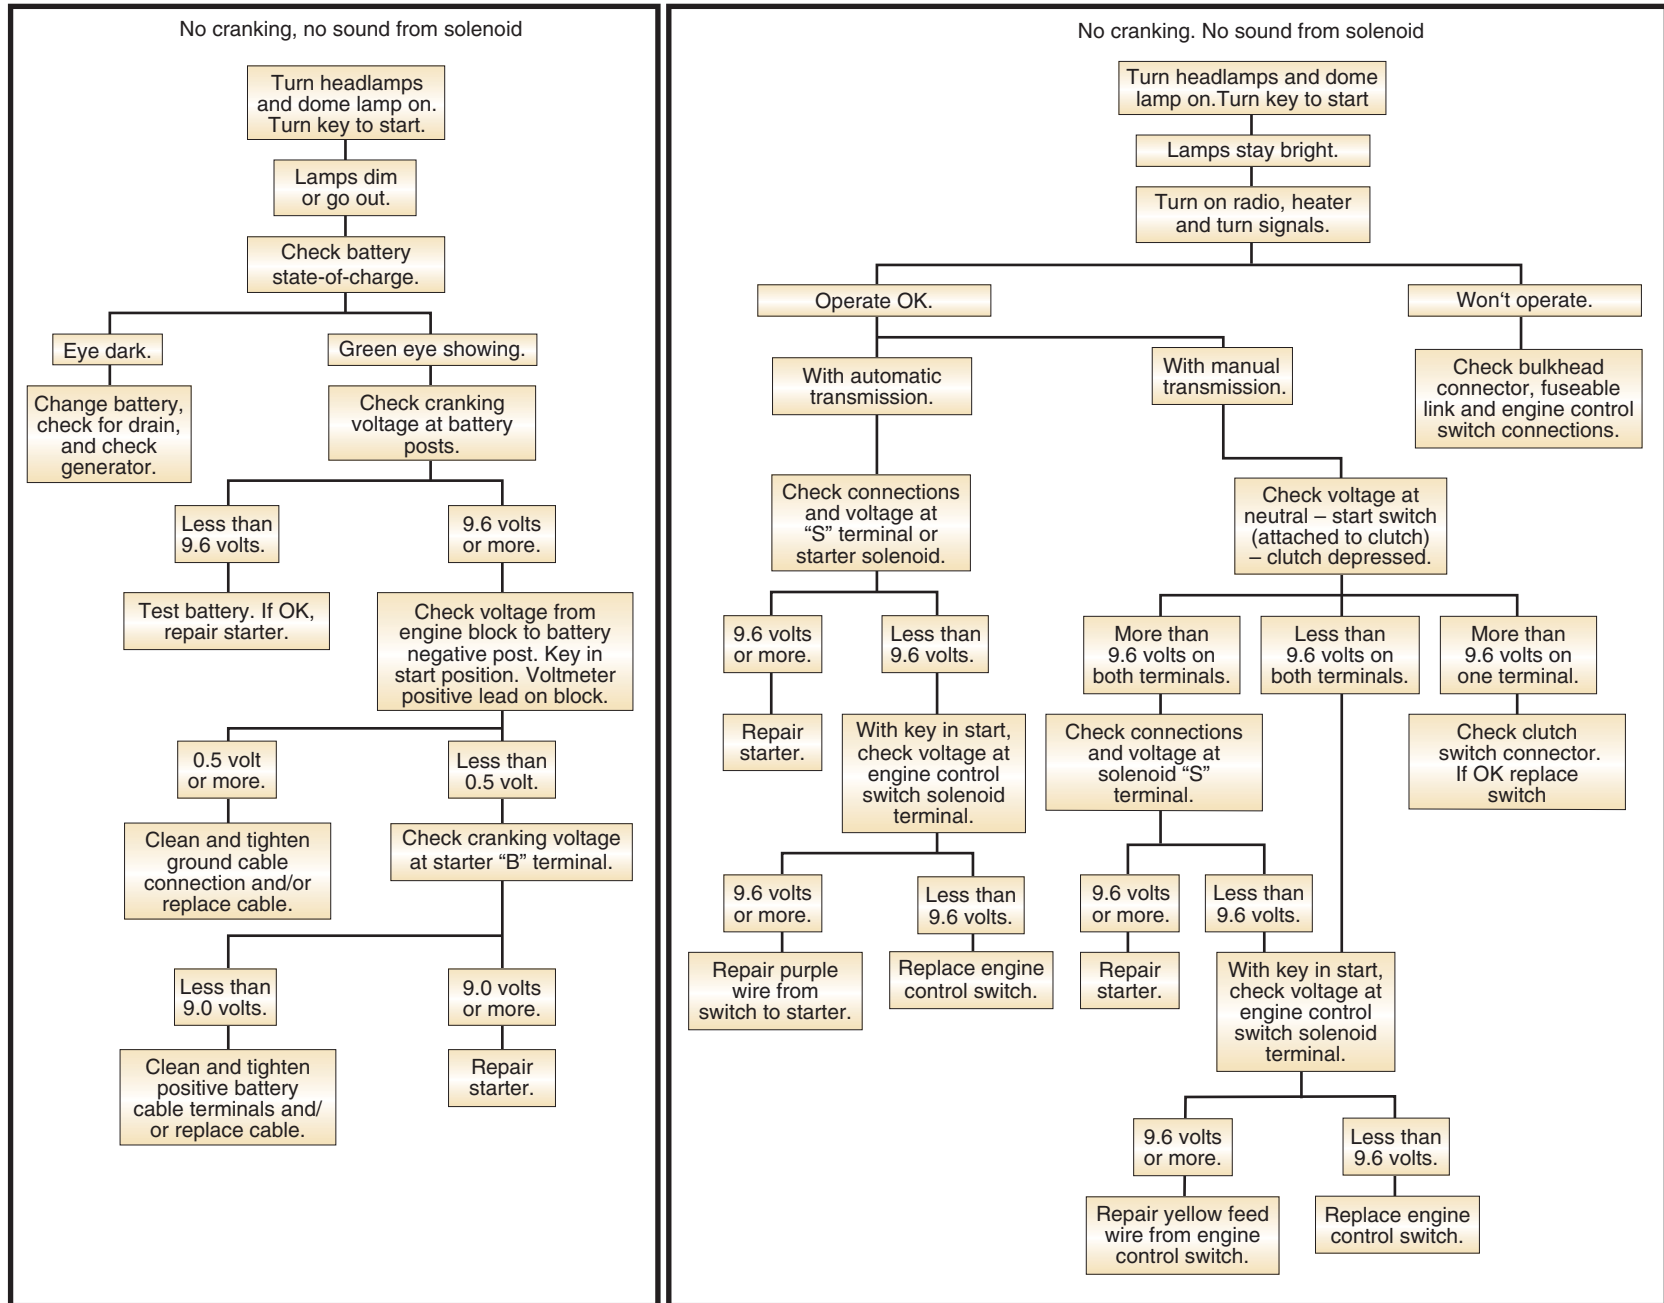 No cranking, no sound from solenoid
Turn headlamps
and dome lamp on.
Turn key to start.
Lamps dim
or go out.
Check battery
state-of-charge.
Eye dark.
Green eye showing.
Change battery,
check for drain,
and check
generator.
Check cranking
voltage at battery
posts.
Less than
9.6 volts.
9.6 volts
or more.
Test battery. If OK,
repair starter.
Check voltage from
engine block to battery
negative post. Key in
start position. Voltmeter
positive lead on block.
0.5 volt
or more.
Less than
0.5 volt.
Clean and tighten
ground cable
connection and/or
replace cable.
Check cranking voltage
at starter “B” terminal.
Less than
9.0 volts.
9.0 volts
or more.
Clean and tighten
positive battery
cable terminals and/
or replace cable.
Repair
starter.
No cranking. No sound from solenoid
Turn headlamps and dome
lamp on.Turn key to start
Lamps stay bright.
Turn on radio, heater
and turn signals.
Operate OK.
Won‘t operate.
With automatic
transmission.
With manual
transmission.
Check bulkhead
connector, fuseable
link and engine control
switch connections.
Check connections
and voltage at
“S” terminal or
starter solenoid.
Check voltage at
neutral – start switch
(attached to clutch)
– clutch depressed.
9.6 volts
or more.
Less than
9.6 volts.
More than
9.6 volts on
both terminals.
Less than
9.6 volts on
both terminals.
More than
9.6 volts on
one terminal.
Repair
starter.
With key in start,
check voltage at
engine control
switch solenoid
terminal.
Check connections
and voltage at
solenoid “S”
terminal.
Check clutch
switch connector.
If OK replace
switch
9.6 volts
or more.
Less than
9.6 volts.
9.6 volts
or more.
Less than
9.6 volts.
Repair purple
wire from
switch to starter.
Replace engine
control switch.
Repair
starter.
With key in start,
check voltage at
engine control
switch solenoid
terminal.
9.6 volts
or more.
Less than
9.6 volts.
Repair yellow feed
wire from engine
control switch.
Replace engine
control switch.